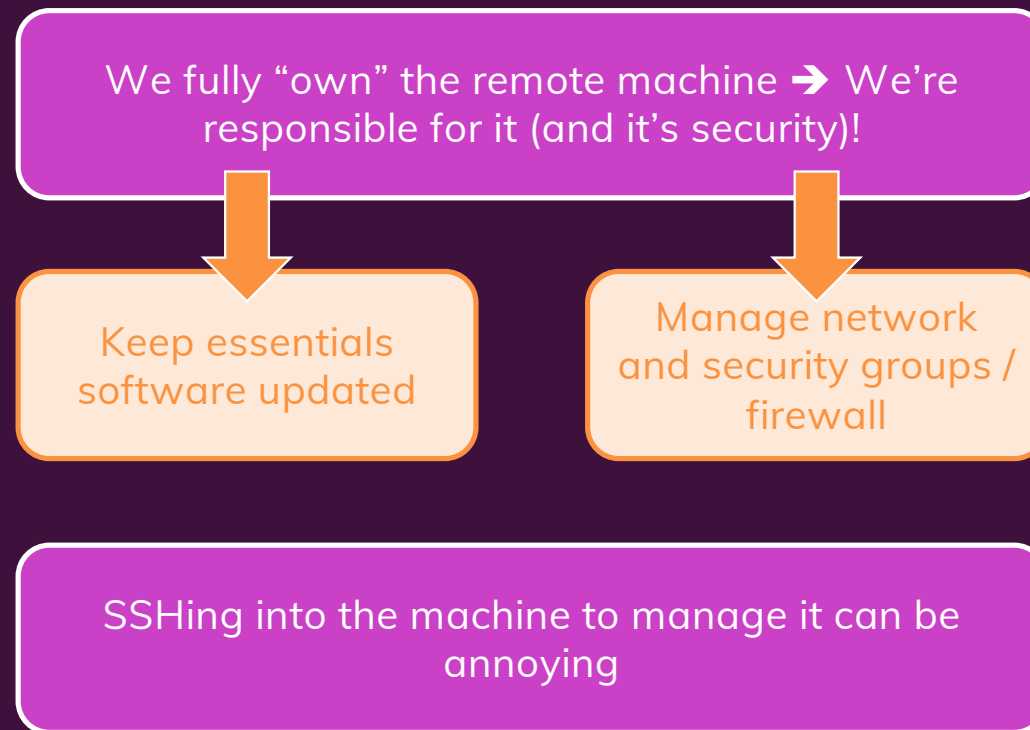 We fully “own” the remote machine ➔ We’re
responsible for it (and it’s security)!
Keep essentials
software updated
Manage network
and security groups /
firewall
SSHing into the machine to manage it can be
annoying